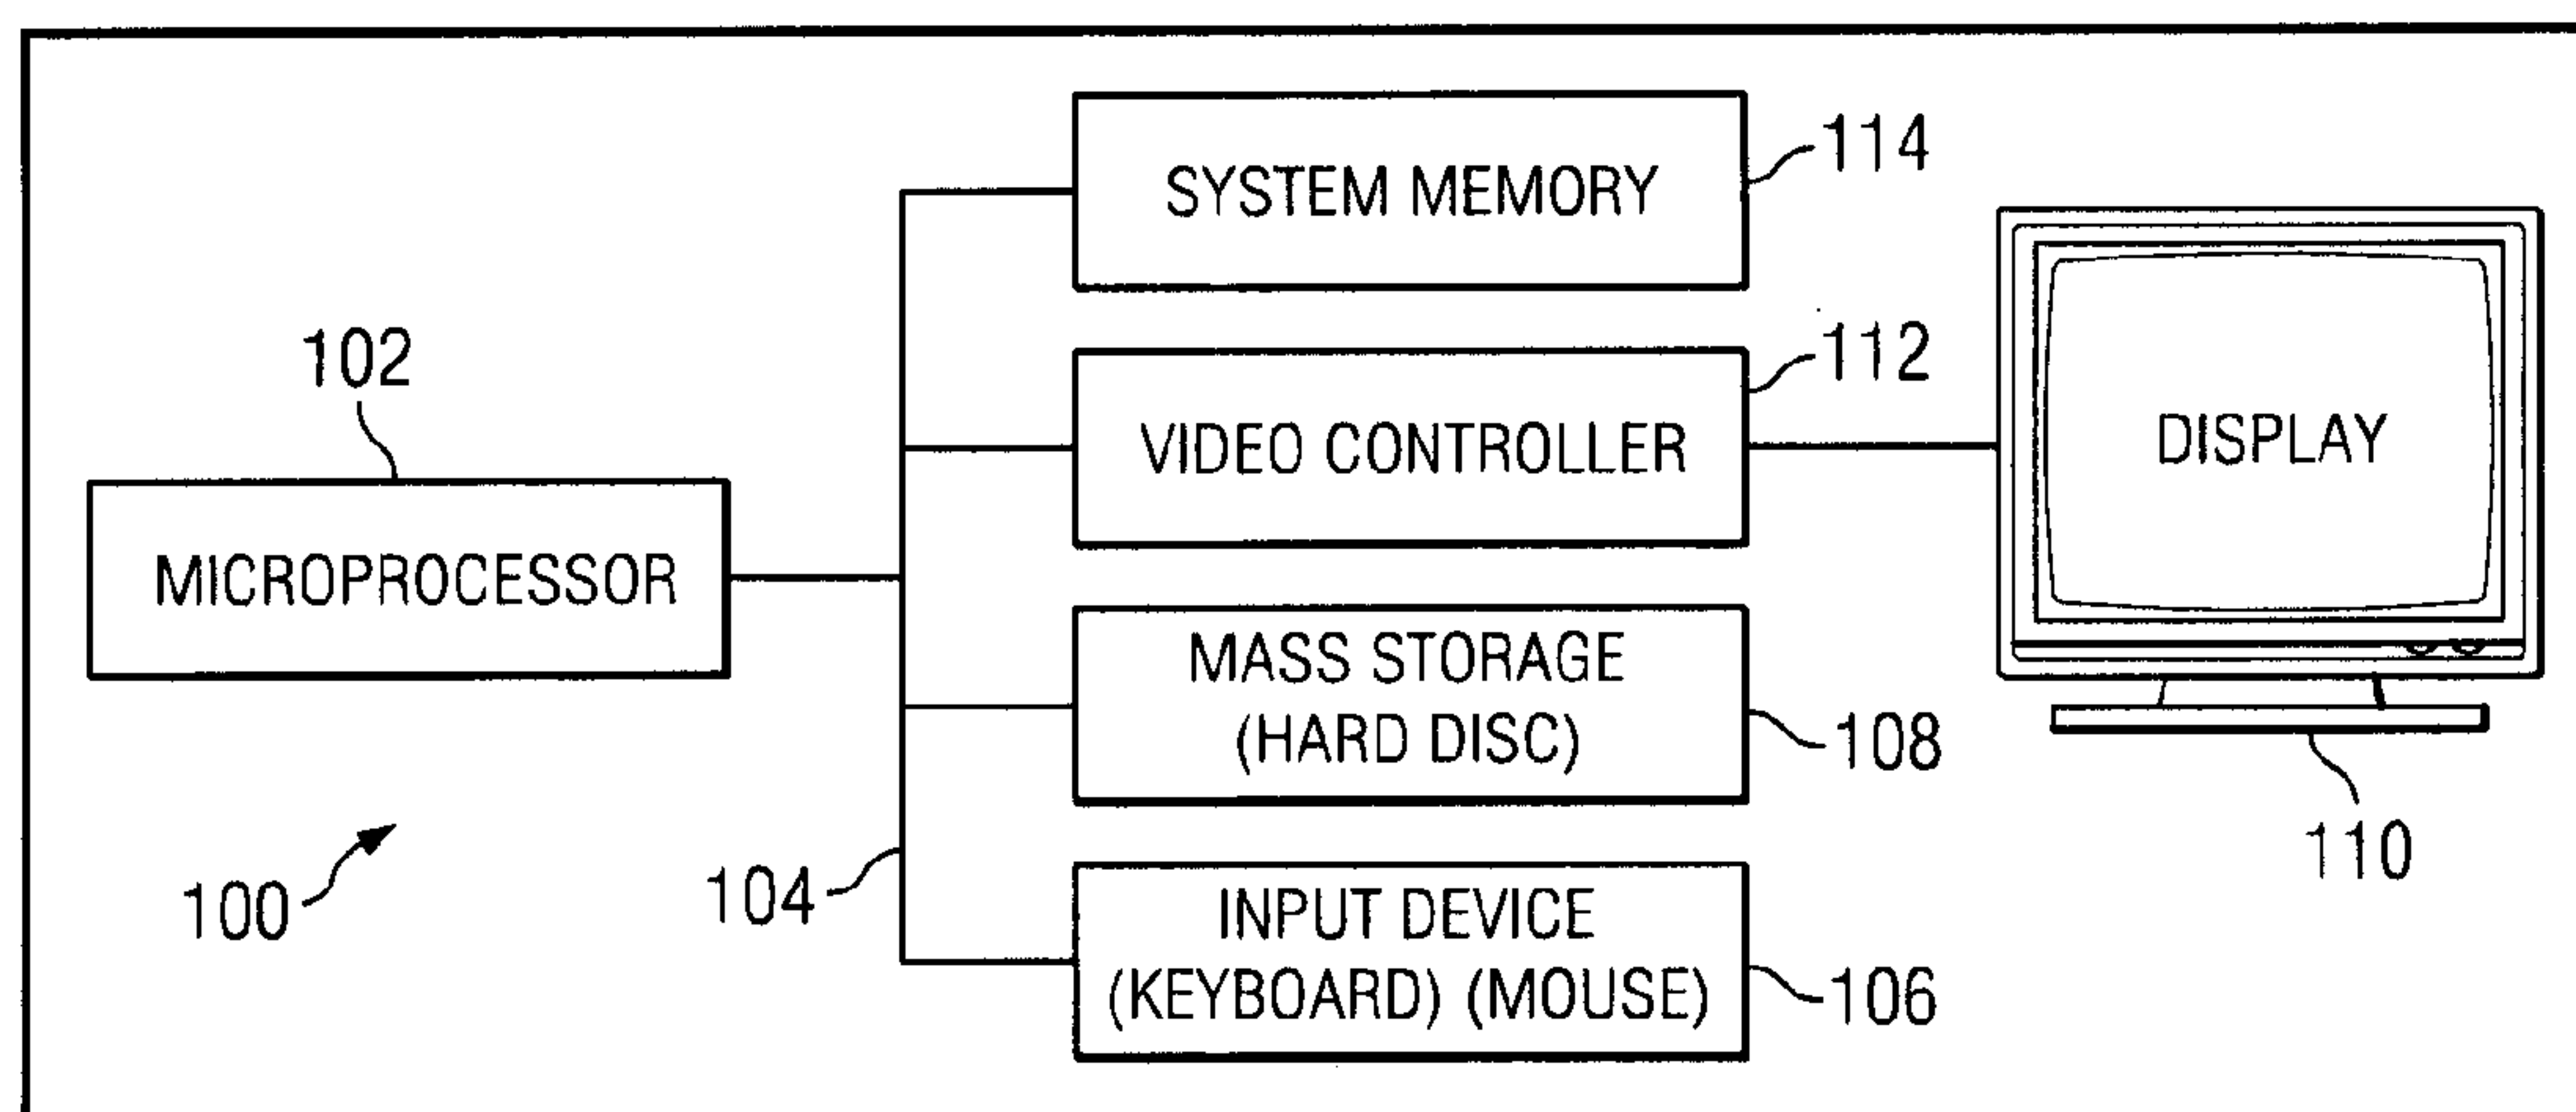 SYSTEM MEMORY
114
102
VIDEO CONTROLLER
112
DISPLAY
MICROPROCESSOR
MASS STORAGE
(HARD DISC)
108
110
100
104
INPUT DEVICE
(KEYBOARD) (MOUSE)
106